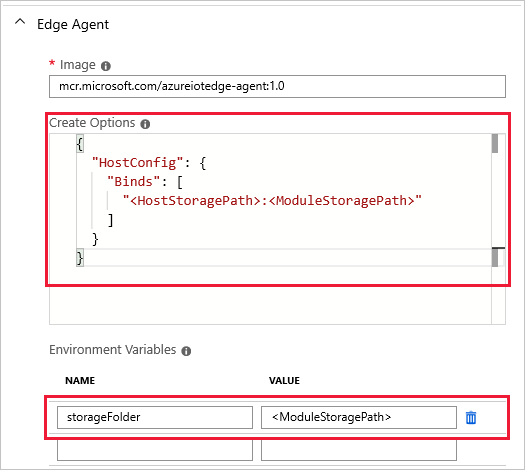 Edge Agent
* Image
mcr.microsoft.com/azureiotedge-agent:1.0
Create Options
{
"HostConfig": {
"Binds": [
"<HostStoragePath>:<ModuleStoragePath>"
]
}
}
Environment Variables
NAME VALUE
storageFolder <ModuleStoragePath>